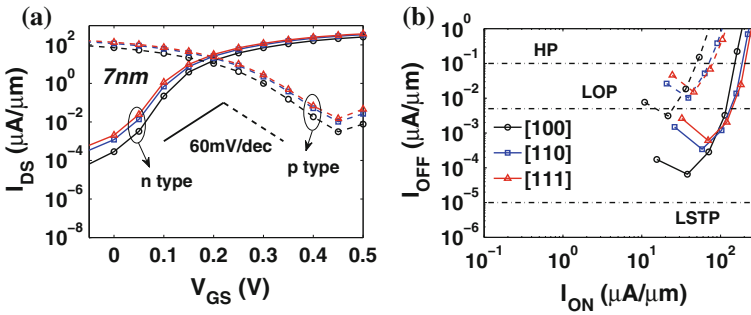 (a)
I_DS (μA/μm)
10^2
10^0
10^-2
10^-4
10^-6
10^-8
7nm
60mV/dec
n type
p type
0 0.1 0.2 0.3 0.4 0.5
V_GS (V)
(b)
I_OFF (μA/μm)
10^0
10^-1
10^-2
10^-3
10^-4
10^-5
10^-6
HP
LOP
[100]
[110]
[111]
LSTP
10^-1 10^0 10^1 10^2
I_ON (μA/μm)